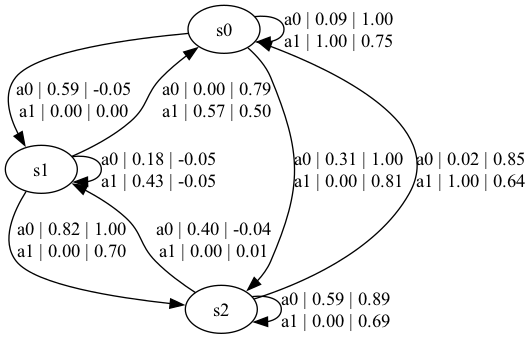 s0
a0 | 0.09 | 1.00
a1 | 1.00 | 0.75
a0 | 0.59 | -0.05
a1 | 0.00 | 0.00
a0 | 0.00 | 0.79
a1 | 0.57 | 0.50
s1
a0 | 0.18 | -0.05
a1 | 0.43 | -0.05
a0 | 0.31 | 1.00
a1 | 0.00 | 0.81
a0 | 0.02 | 0.85
a1 | 1.00 | 0.64
a0 | 0.82 | 1.00
a1 | 0.00 | 0.70
a0 | 0.40 | -0.04
a1 | 0.00 | 0.01
s2
a0 | 0.59 | 0.89
a1 | 0.00 | 0.69